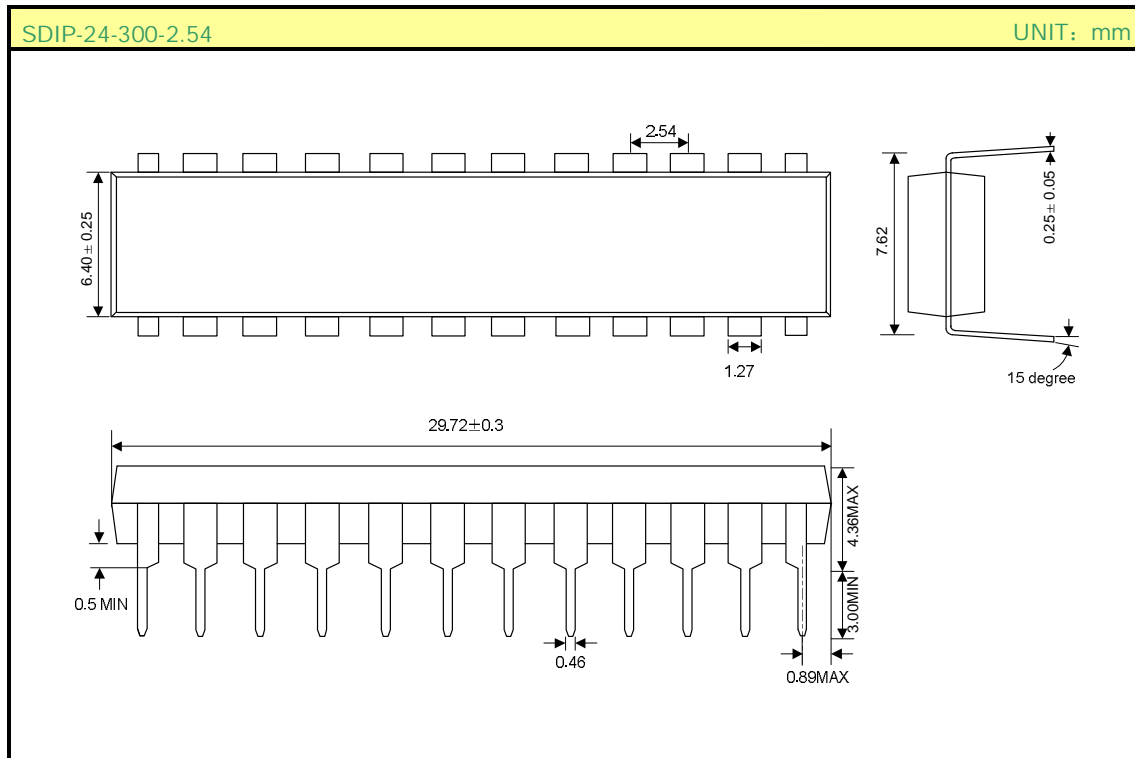 SDIP-24-300-2.54
UNIT: mm
2.54
6.40±0.25
7.62
0.25±0.05
1.27
15 degree
29.72±0.3
4.36MAX
0.5 MIN
3.00MIN
0.46
0.89MAX